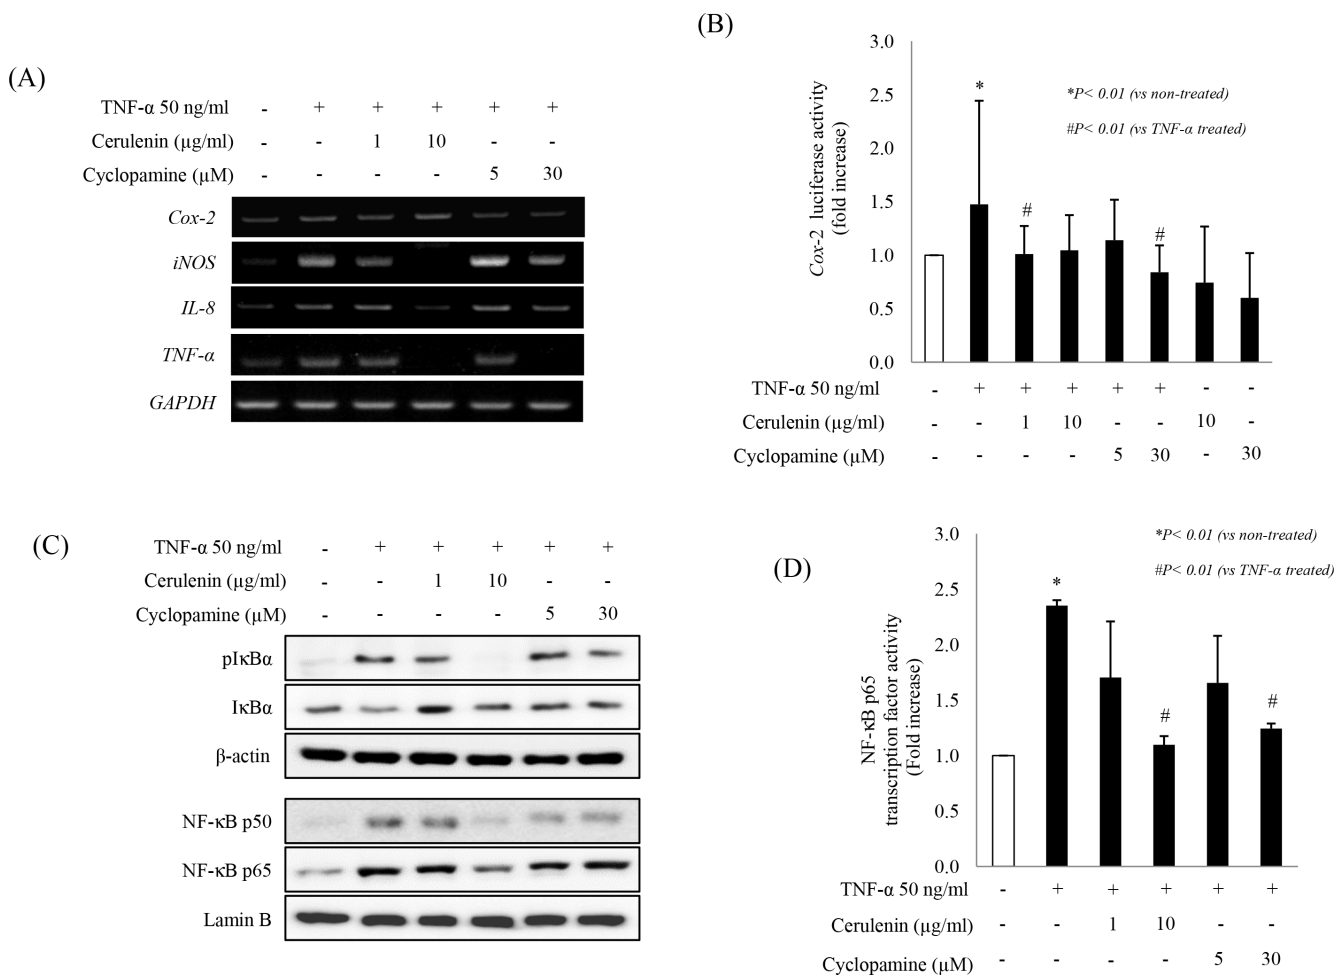 (A)
TNF-α 50 ng/ml - + + + + +
Cerulenin (µg/ml) - - 1 10 - -
Cyclopamine (µM) - - - - 5 30
Cox-2
iNOS
IL-8
TNF-α
GAPDH
(B)
3.0
2.5
2.0
1.5
1.0
0.5
0.0
Cox-2 luciferase activity
(fold increase)
*
#
#
*P< 0.01 (vs non-treated)
#P< 0.01 (vs TNF-α treated)
TNF-α 50 ng/ml - + + + + + - -
Cerulenin (µg/ml) - - 1 10 - - 10 -
Cyclopamine (µM) - - - - 5 30 - 30
(C)
TNF-α 50 ng/ml - + + + + +
Cerulenin (µg/ml) - - 1 10 - -
Cyclopamine (µM) - - - - 5 30
pIκBα
IκBα
β-actin
NF-κB p50
NF-κB p65
Lamin B
(D)
3.0
2.5
2.0
1.5
1.0
0.5
0.0
NF-κB p65
transcription factor activity
(Fold increase)
*
#
#
*P< 0.01 (vs non-treated)
#P< 0.01 (vs TNF-α treated)
TNF-α 50 ng/ml - + + + + +
Cerulenin (µg/ml) - - 1 10 - -
Cyclopamine (µM) - - - - 5 30